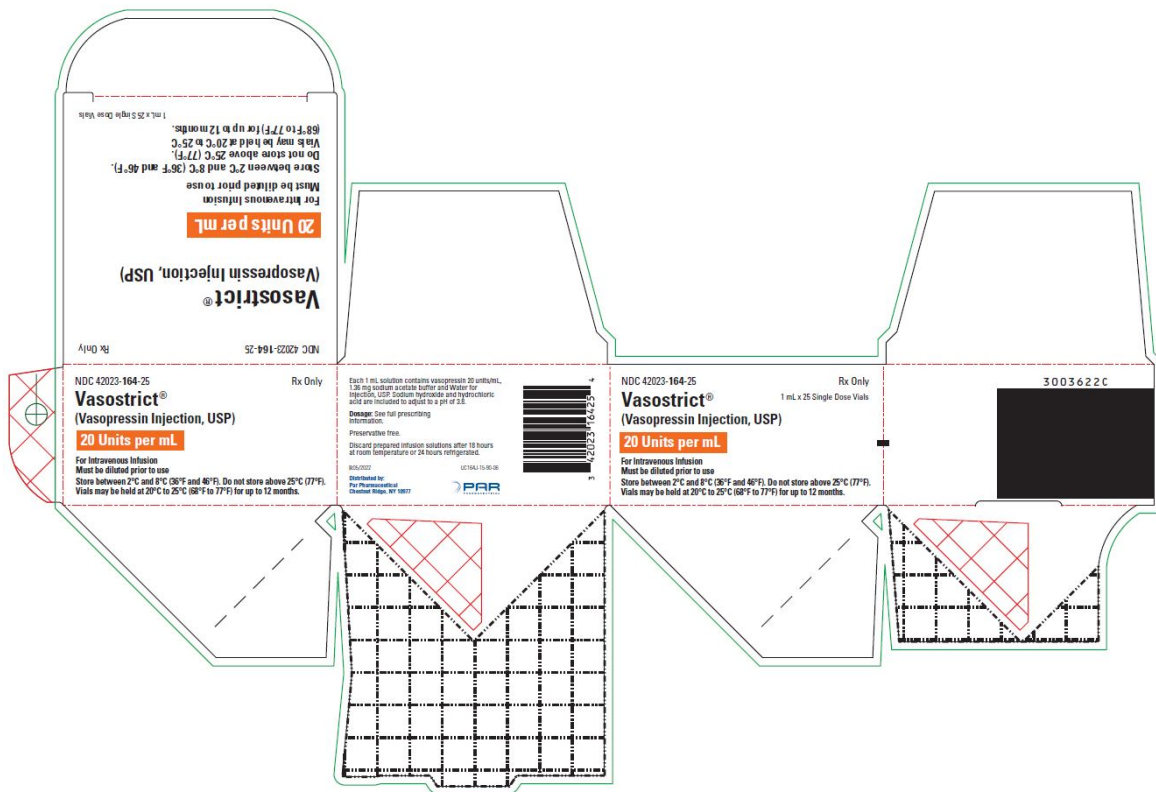 NDC 42023-164-25 Rx Only
Vasostrict®
(Vasopressin Injection, USP)
20 Units per mL
For Intravenous Infusion
Must be diluted prior to use
Store between 2°C and 8°C (36°F and 46°F).
Do not store above 25°C (77°F).
Vials may be held at 20°C to 25°C
(68°F to 77°F) for up to 12 months.
1 mL x 25 Single Dose Vials
NDC 42023-164-25 Rx Only
Vasostrict®
(Vasopressin Injection, USP)
20 Units per mL
For Intravenous Infusion
Must be diluted prior to use
Store between 2°C and 8°C (36°F and 46°F). Do not store above 25°C (77°F).
Vials may be held at 20°C to 25°C (68°F to 77°F) for up to 12 months.
Each 1 mL solution contains vasopressin 20 units/mL,
1.36 mg sodium acetate buffer and Water for
Injection, USP. Sodium hydroxide and hydrochloric
acid are included to adjust to a pH of 3.8.
Dosage: See full prescribing
information.
Preservative free.
Discard prepared infusion solutions after 18 hours
at room temperature or 24 hours refrigerated.
Distributed by:
Par Pharmaceutical
Chestnut Ridge, NY 10977
PAR
PHARMACEUTICAL
3 42023 16425 4
NDC 42023-164-25 Rx Only
Vasostrict®
1 mL x 25 Single Dose Vials
(Vasopressin Injection, USP)
20 Units per mL
For Intravenous Infusion
Must be diluted prior to use
Store between 2°C and 8°C (36°F and 46°F). Do not store above 25°C (77°F).
Vials may be held at 20°C to 25°C (68°F to 77°F) for up to 12 months.
3003622C